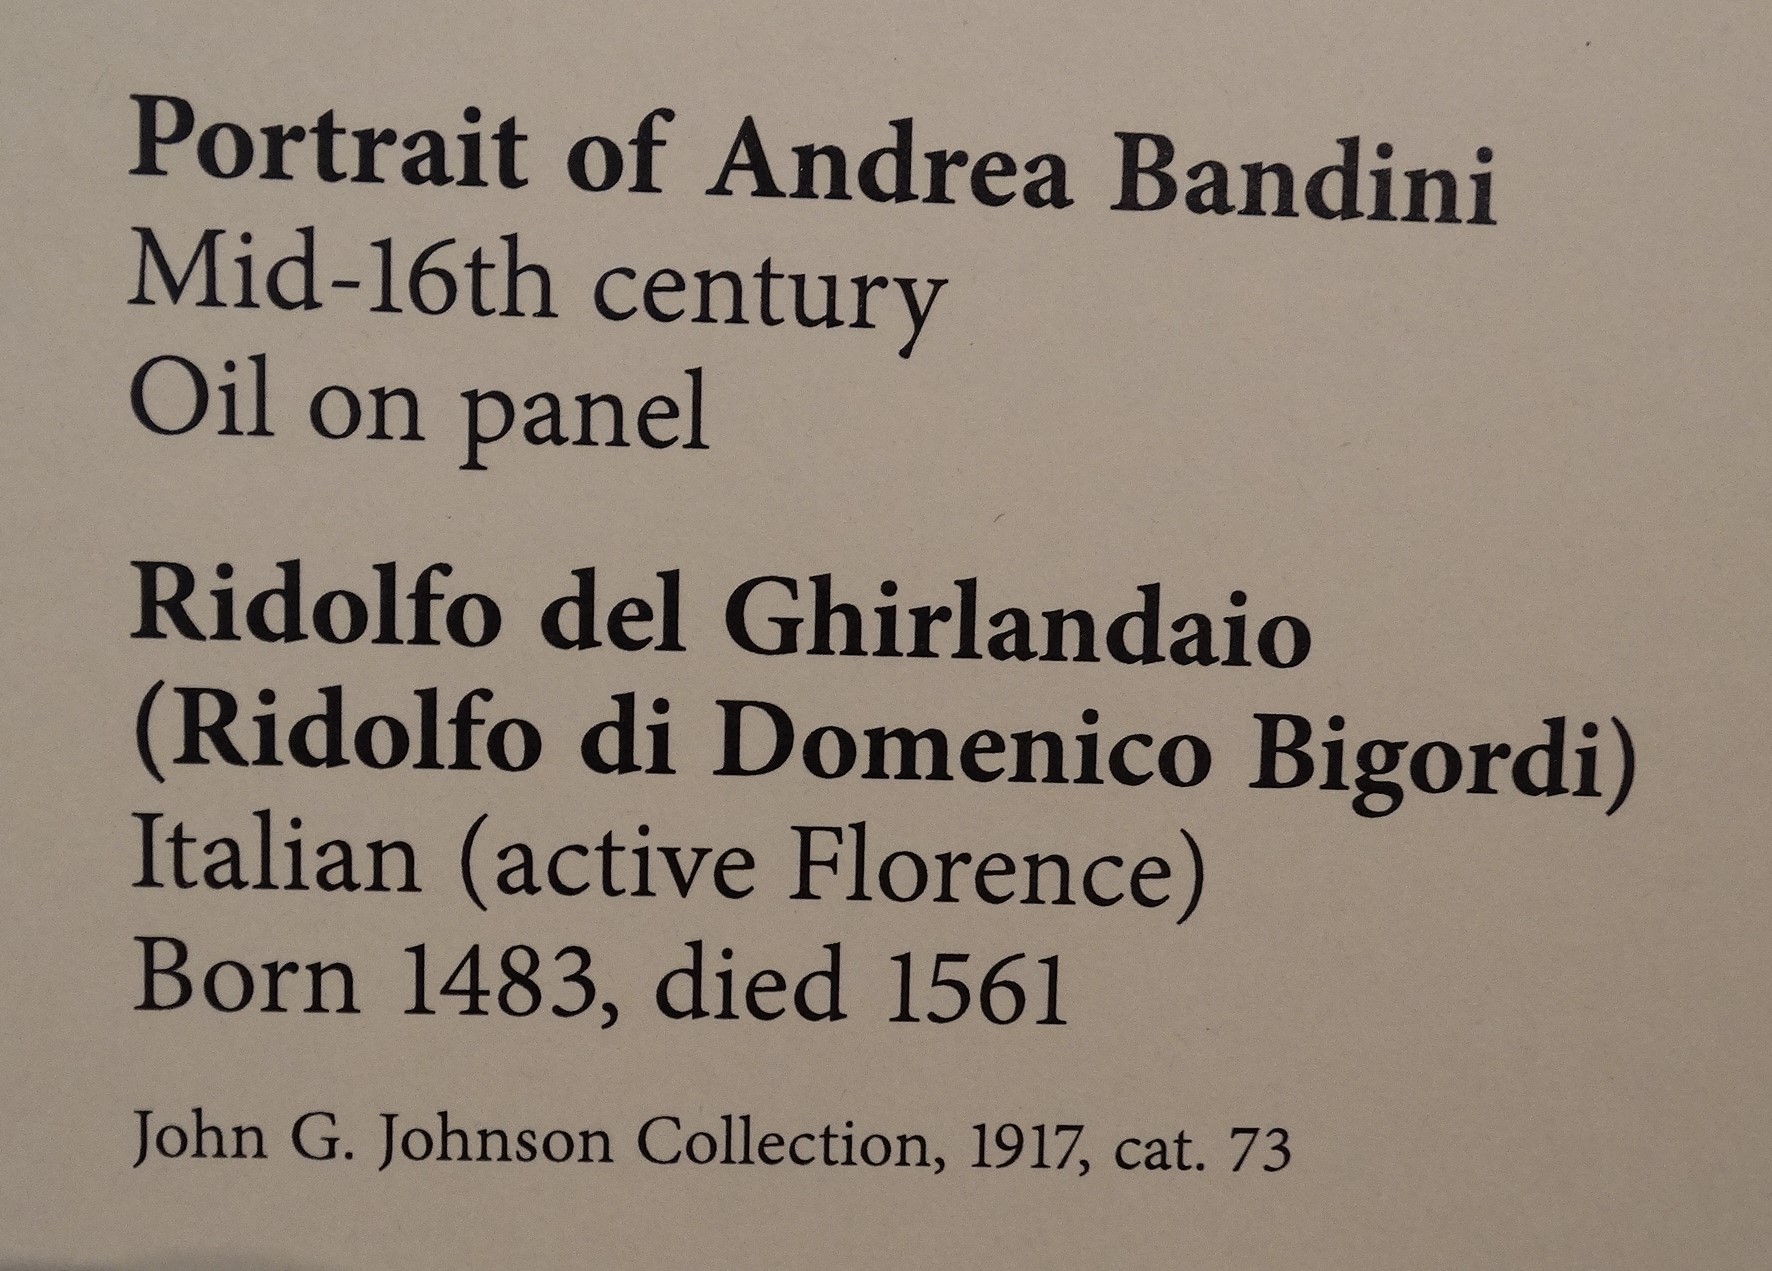 Portrait of Andrea Bandini
Mid-16th century
Oil on panel
Ridolfo del Ghirlandaio
(Ridolfo di Domenico Bigordi)
Italian (active Florence)
Born 1483, died 1561
John G. Johnson Collection, 1917, cat. 73